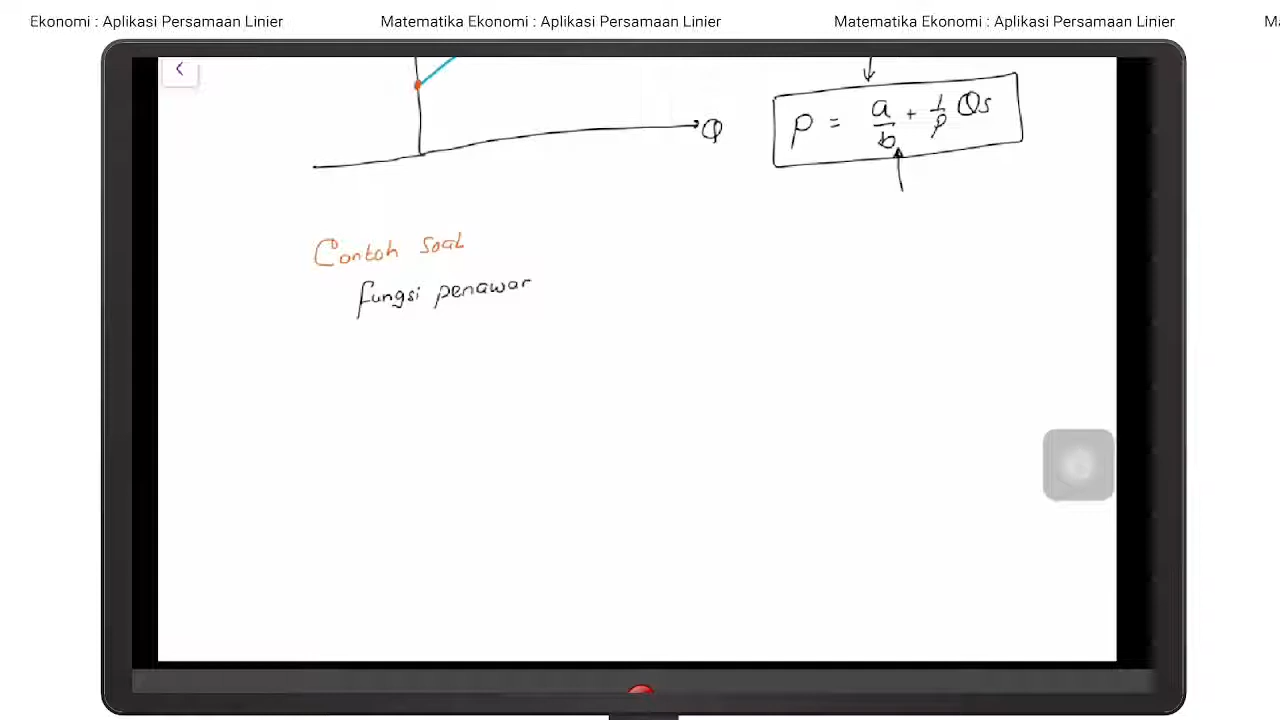 Ekonomi : Aplikasi Persamaan Linier Matematika Ekonomi : Aplikasi Persamaan Linier Matematika Ekonomi : Aplikasi Persamaan Linier Ma
P = a/b + 1/p Qs
Q
Contoh soal
fungsi penawar